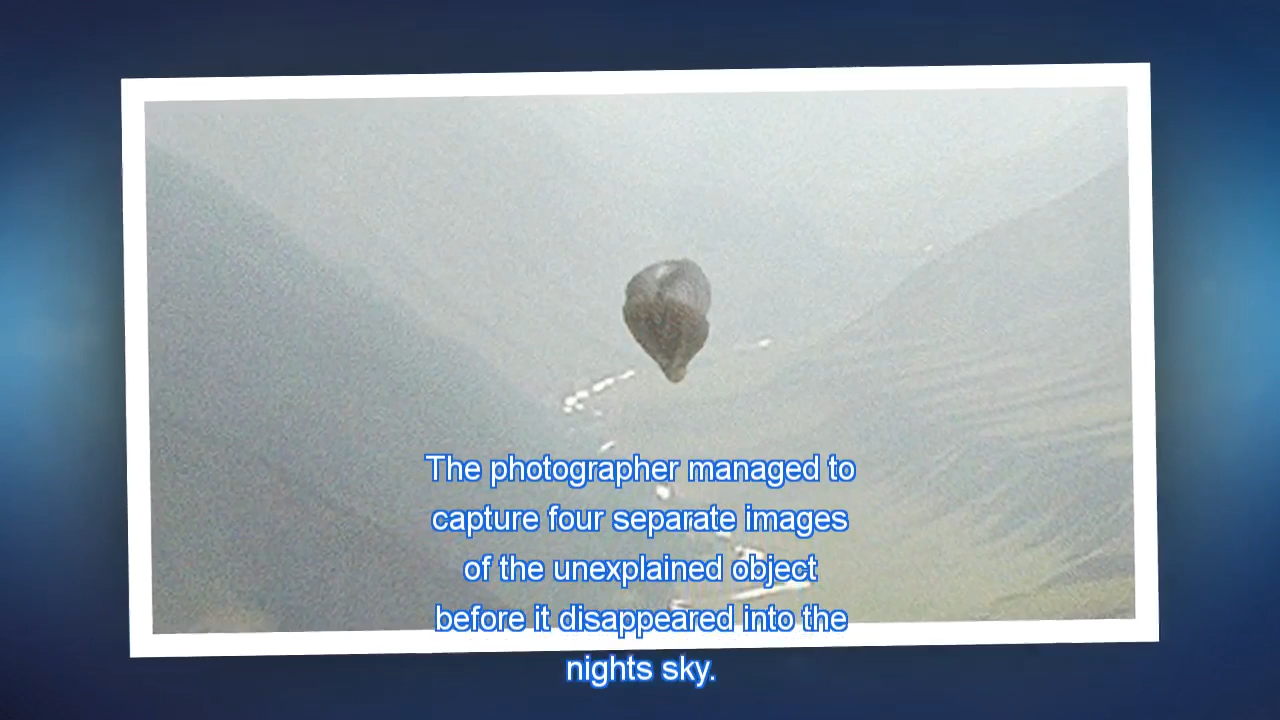 The photographer managed to
capture four separate images
of the unexplained object
before it disappeared into the
nights sky.